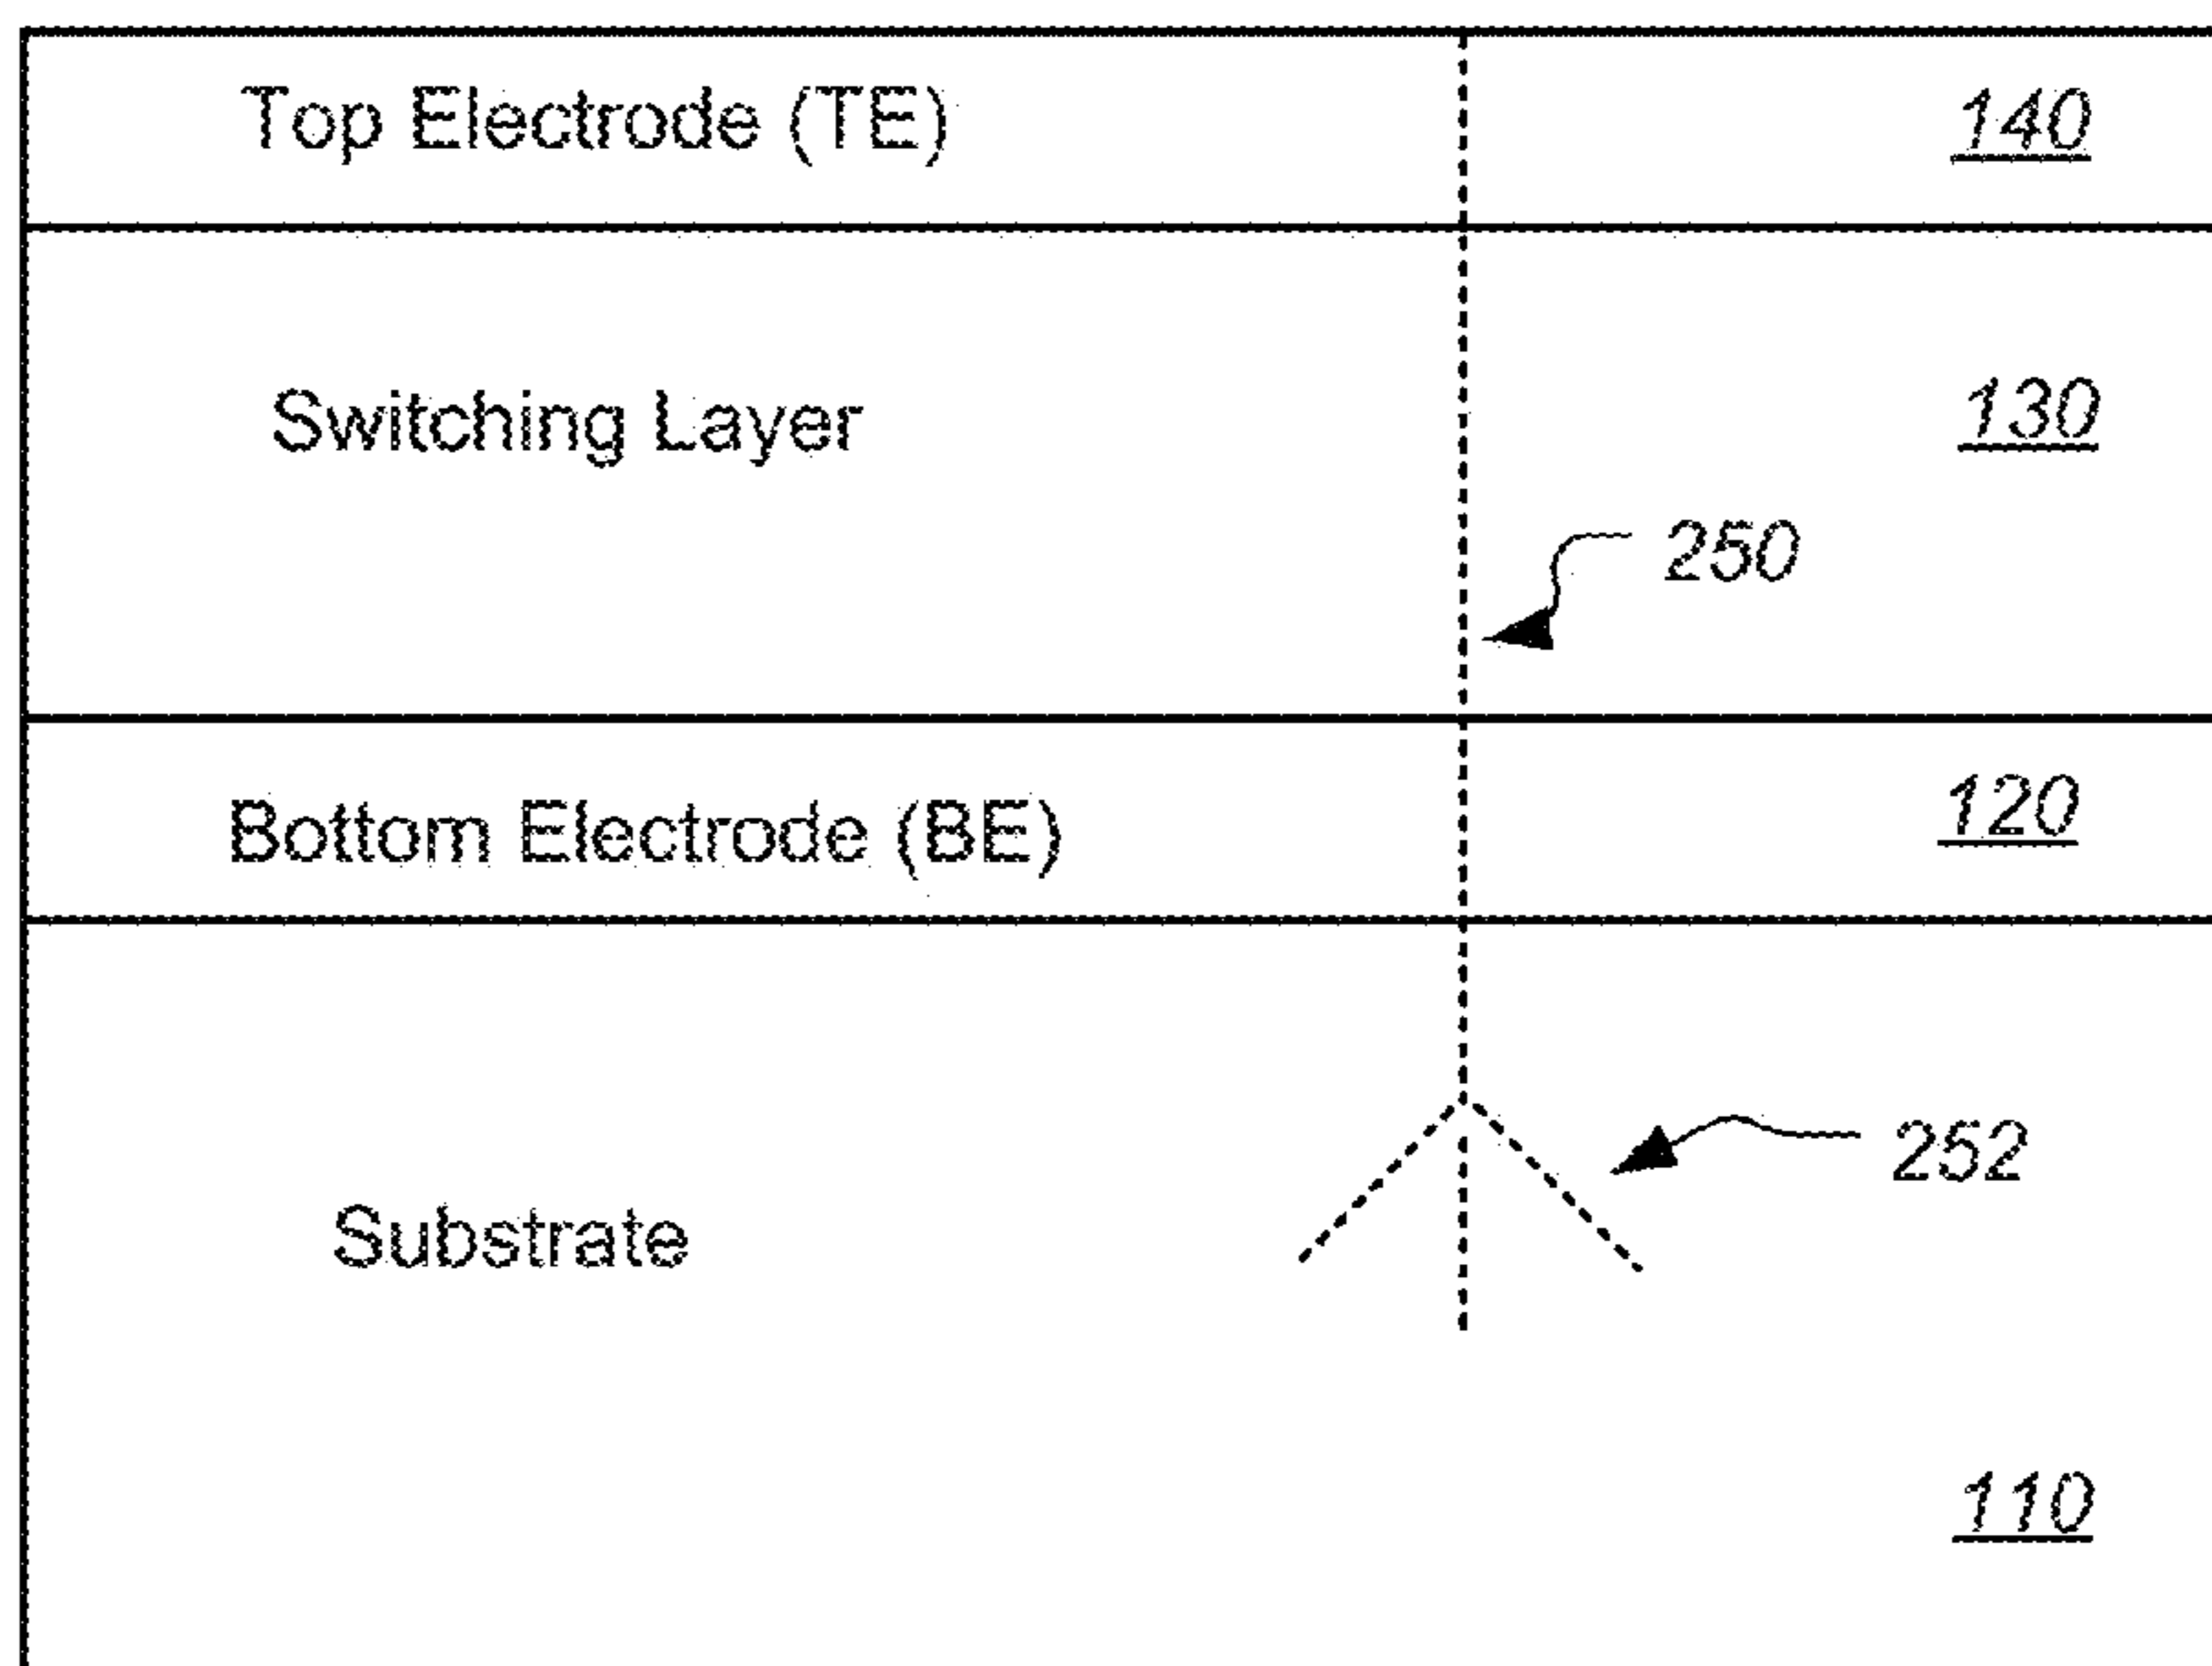 Top Electrode (TE) 140
Switching Layer 130
250
Bottom Electrode (BE) 120
252
Substrate
110